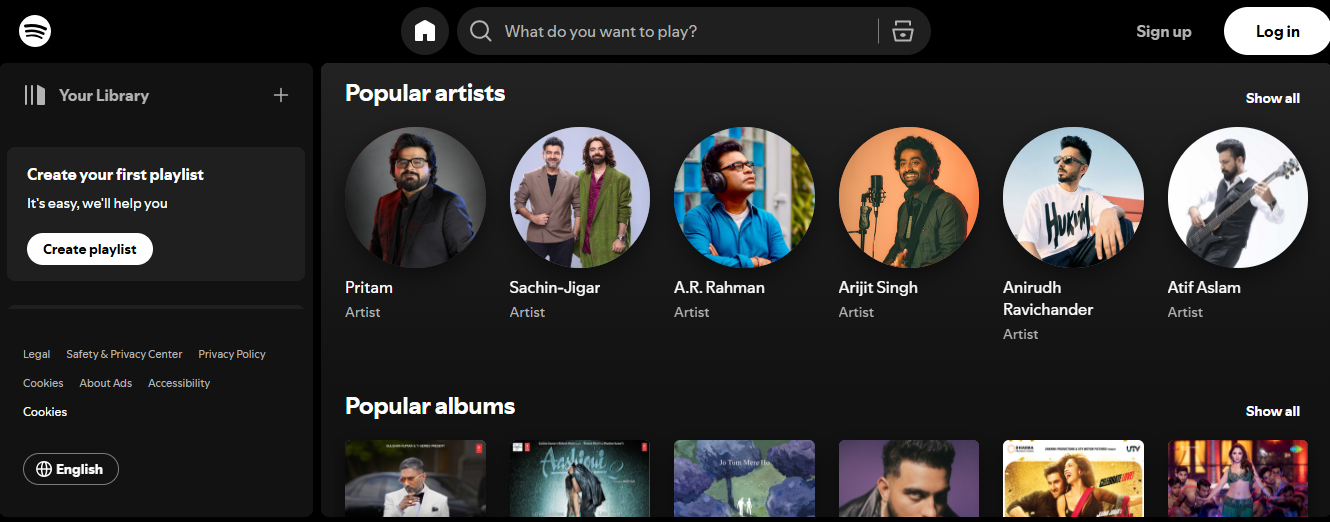 What do you want to play?
Sign up
Log in
Your Library
Create your first playlist
It's easy, we'll help you
Create playlist
Legal Safety & Privacy Center Privacy Policy
Cookies About Ads Accessibility
Cookies
English
Popular artists
Show all
HUKUM
Pritam
Artist
Sachin-Jigar
Artist
A.R. Rahman
Artist
Arijit Singh
Artist
Anirudh
Ravichander
Artist
Atif Aslam
Artist
Popular albums
Show all
Aashiqui 2
Jo Tum Mere Ho
UTV